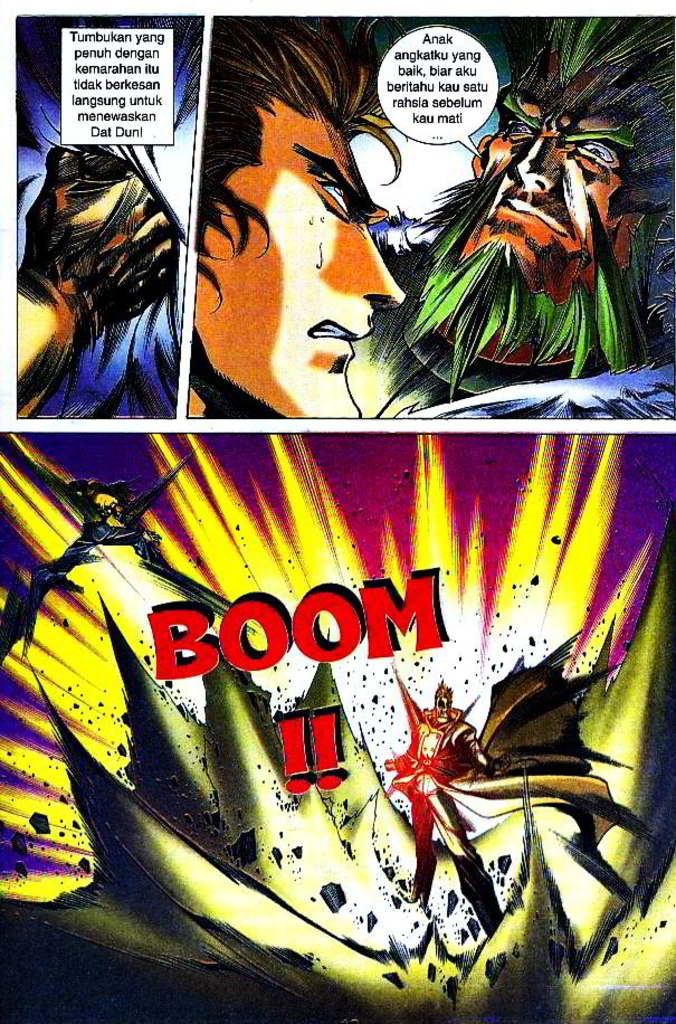 Tumbukan yang
penuh dengan
kemarahan itu
tidak berkesan
langsung untuk
menewaskan
Dat Dun!
Anak
angkatku yang
baik, biar aku
beritahu kau satu
rahsia sebelum
kau mati
...
BOOM
!!